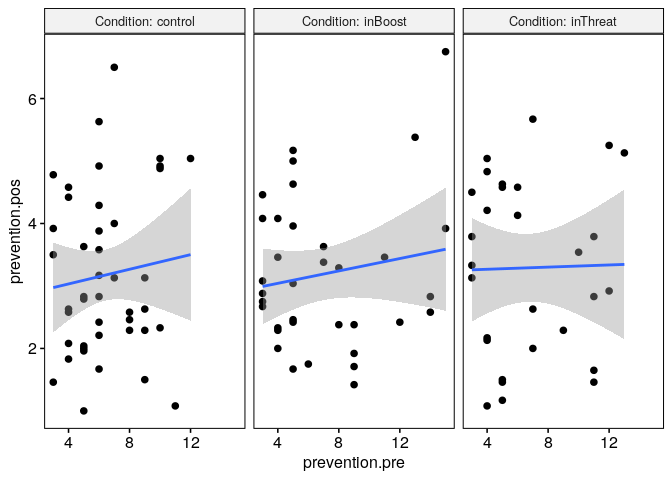 Condition: control
Condition: inBoost
Condition: inThreat
6
4
2
prevention.pos
4
8
12
4
8
12
4
8
12
prevention.pre